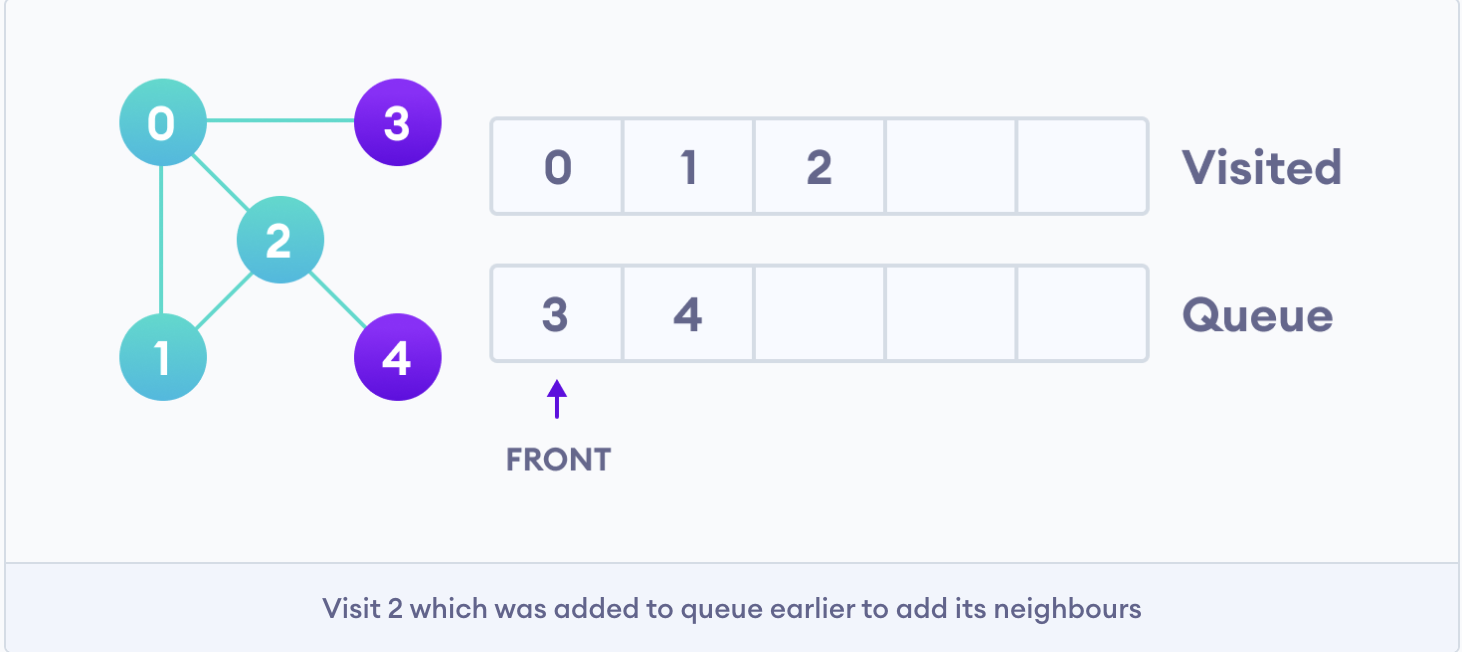 0
3
2
1
4
0 1 2
Visited
3 4
Queue
FRONT
Visit 2 which was added to queue earlier to add its neighbours